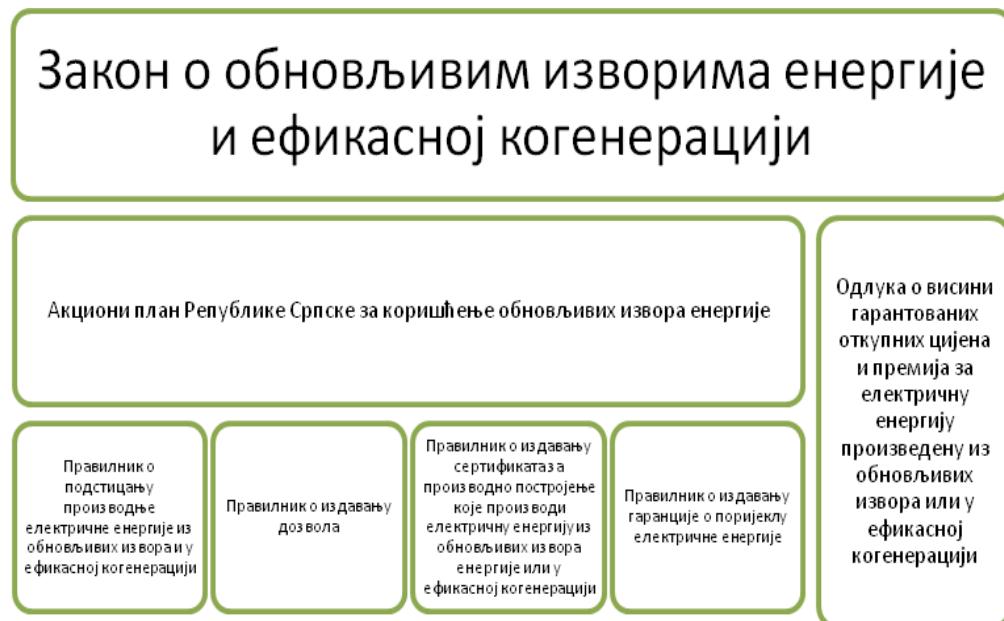 Закон о обновљивим изворима енергије
и ефикасној когенерацији
Акциони план Републике Српске за коришћење обновљивих извора енергије
Одлука о висини
гарантованих
откупних цијена
и премија за
електричну
енергију
произведену из
обновљивих
извора или у
ефикасној
когенерацији
Правилник о
подстицању
производње
електричне енергије из
обновљивих извора и у
ефикасној когенерацији
Правилник о издавању
дозвола
Правилник о издавању
сертификата за
производно постројење
које производи
електричну енергију из
обновљивих извора
енергије или у
ефикасној когенерацији
Правилник о издавању
гаранције о поријеклу
електричне енергије